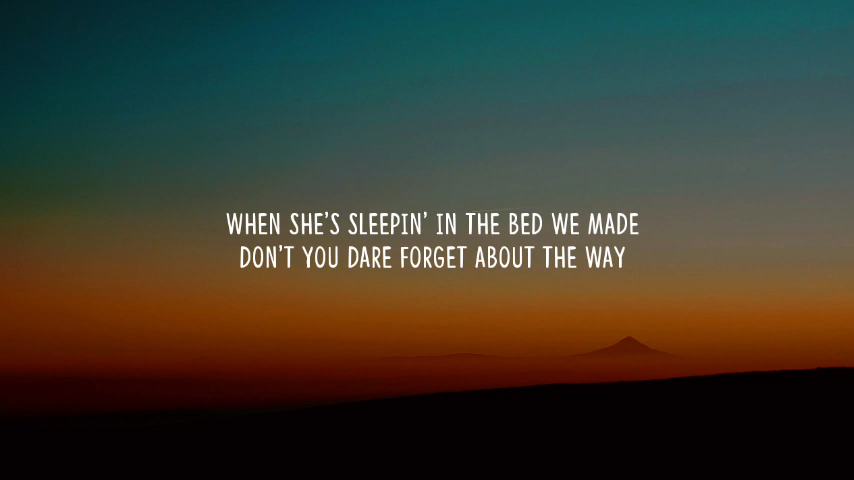 WHEN SHE'S SLEEPIN' IN THE BED WE MADE
DON'T YOU DARE FORGET ABOUT THE WAY